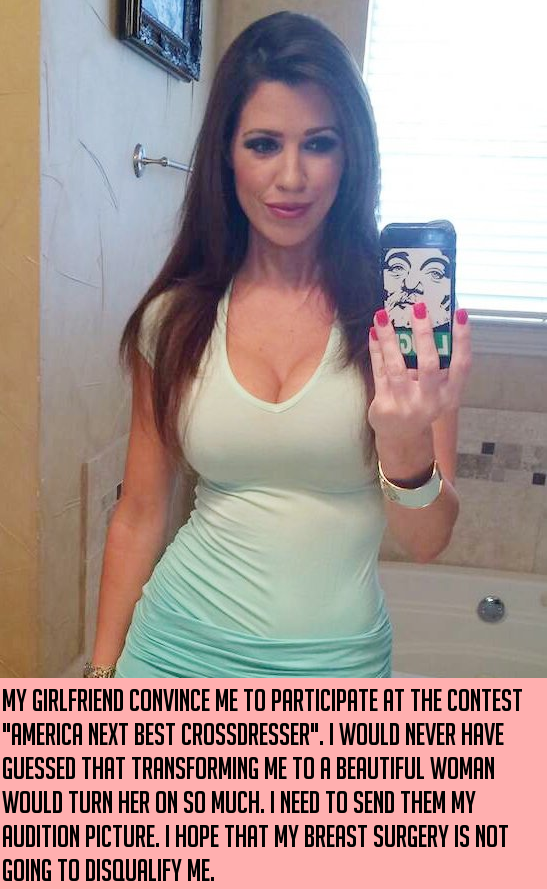 MY GIRLFRIEND CONVINCE ME TO PARTICIPATE AT THE CONTEST
"AMERICA NEXT BEST CROSSDRESSER". I WOULD NEVER HAVE
GUESSED THAT TRANSFORMING ME TO A BEAUTIFUL WOMAN
WOULD TURN HER ON SO MUCH. I NEED TO SEND THEM MY
AUDITION PICTURE. I HOPE THAT MY BREAST SURGERY IS NOT
GOING TO DISQUALIFY ME.